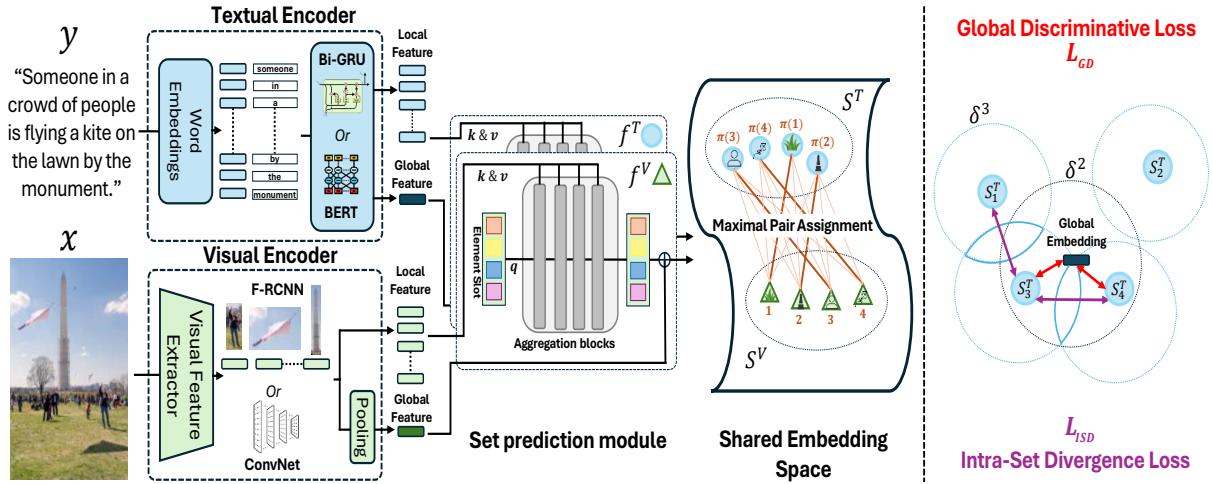 Textual Encoder
y
“Someone in a
crowd of people
is flying a kite on
the lawn by the
monument.”
Word
Embeddings
someone
in
a
by
the
monument
Bi-GRU
Or
BERT
Local
Feature
Global
Feature
x
Visual Encoder
Visual Feature
Extractor
F-RCNN
Or
ConvNet
Pooling
Local
Feature
Global
Feature
k & v
f^T
k & v
f^V
Element Slot
q
Aggregation blocks
Set prediction module
S^T
π(3)
π(4)
π(1)
π(2)
Maximal Pair Assignment
1
2
3
4
S^V
Shared Embedding
Space
Global Discriminative Loss
L_GD
δ^3
δ^2
S_1^T
S_2^T
Global
Embedding
S_3^T
S_4^T
L_ISD
Intra-Set Divergence Loss